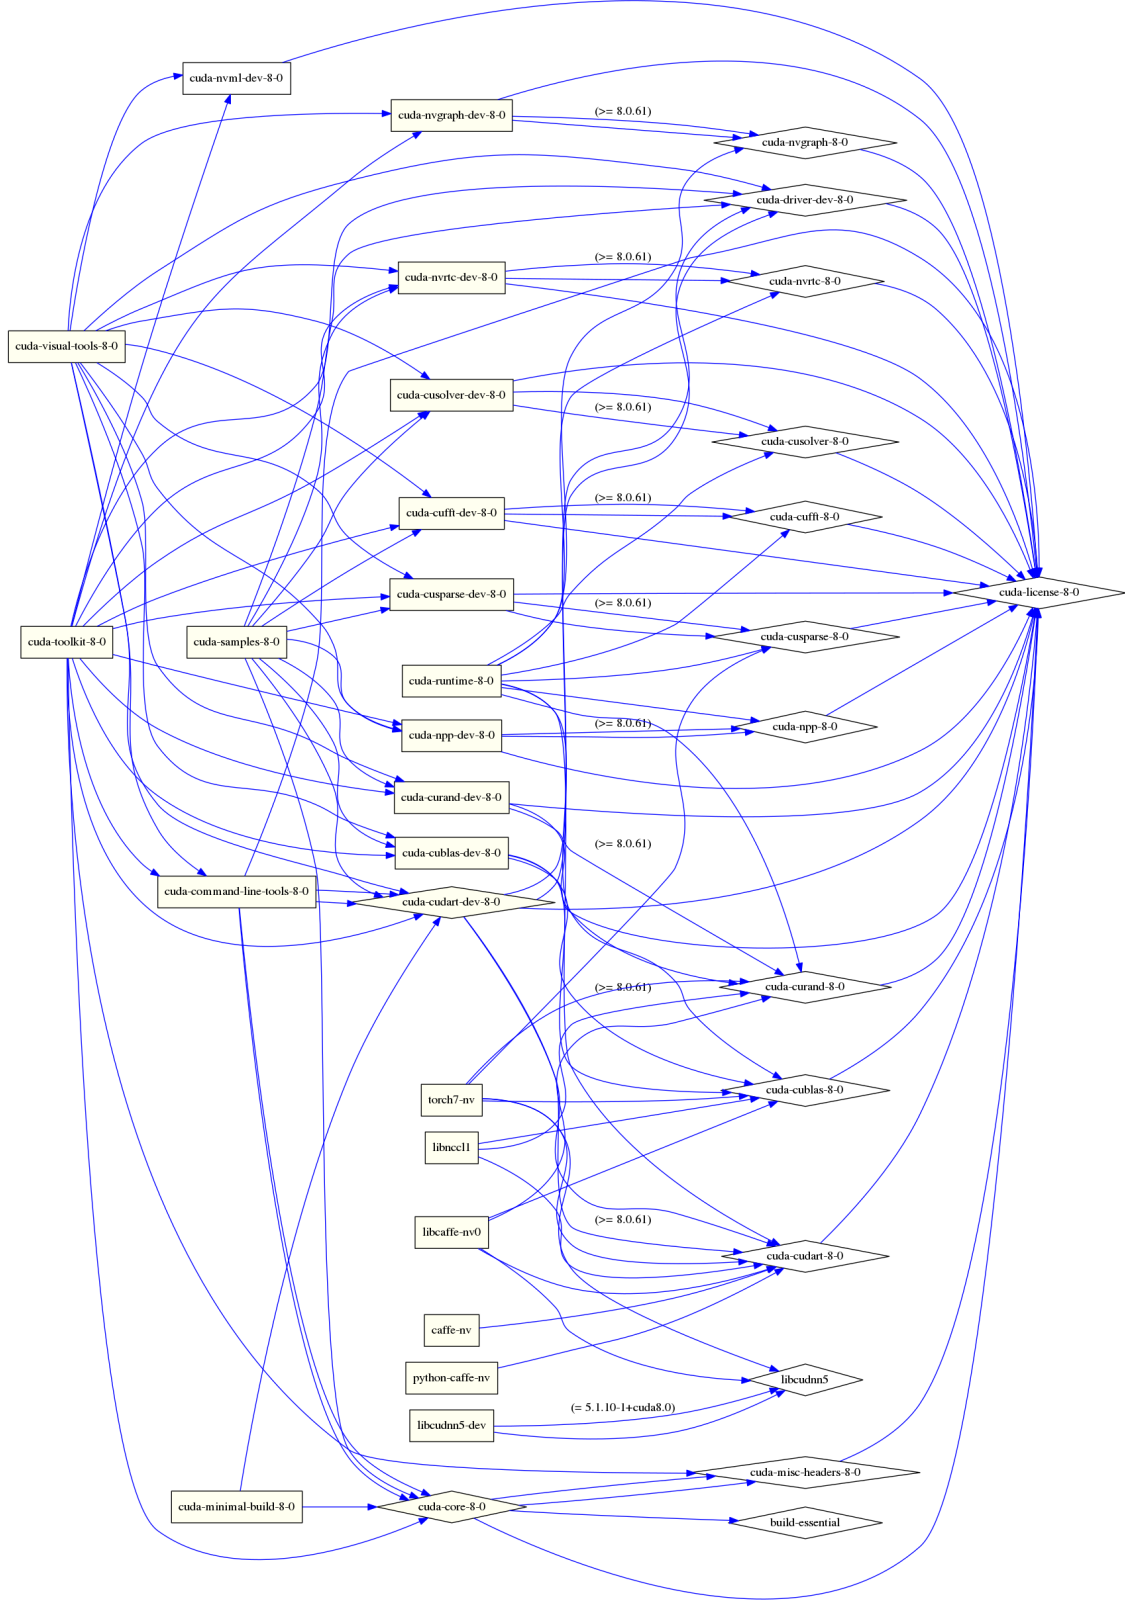 cuda-nvml-dev-8-0
cuda-nvgraph-dev-8-0
(>= 8.0.61)
cuda-nvgraph-8-0
cuda-driver-dev-8-0
cuda-nvrtc-dev-8-0
(>= 8.0.61)
cuda-nvrtc-8-0
cuda-visual-tools-8-0
cuda-cusolver-dev-8-0
(>= 8.0.61)
cuda-cusolver-8-0
cuda-cufft-dev-8-0
(>= 8.0.61)
cuda-cufft-8-0
cuda-cusparse-dev-8-0
(>= 8.0.61)
cuda-license-8-0
cuda-toolkit-8-0
cuda-samples-8-0
cuda-cusparse-8-0
cuda-runtime-8-0
cuda-npp-dev-8-0
(>= 8.0.61)
cuda-npp-8-0
cuda-curand-dev-8-0
cuda-cublas-dev-8-0
(>= 8.0.61)
cuda-command-line-tools-8-0
cuda-cudart-dev-8-0
(>= 8.0.61)
cuda-curand-8-0
torch7-nv
cuda-cublas-8-0
libnccl1
libcaffe-nv0
(>= 8.0.61)
cuda-cudart-8-0
caffe-nv
python-caffe-nv
libcudnn5
libcudnn5-dev
(= 5.1.10-1+cuda8.0)
cuda-misc-headers-8-0
cuda-minimal-build-8-0
cuda-core-8-0
build-essential